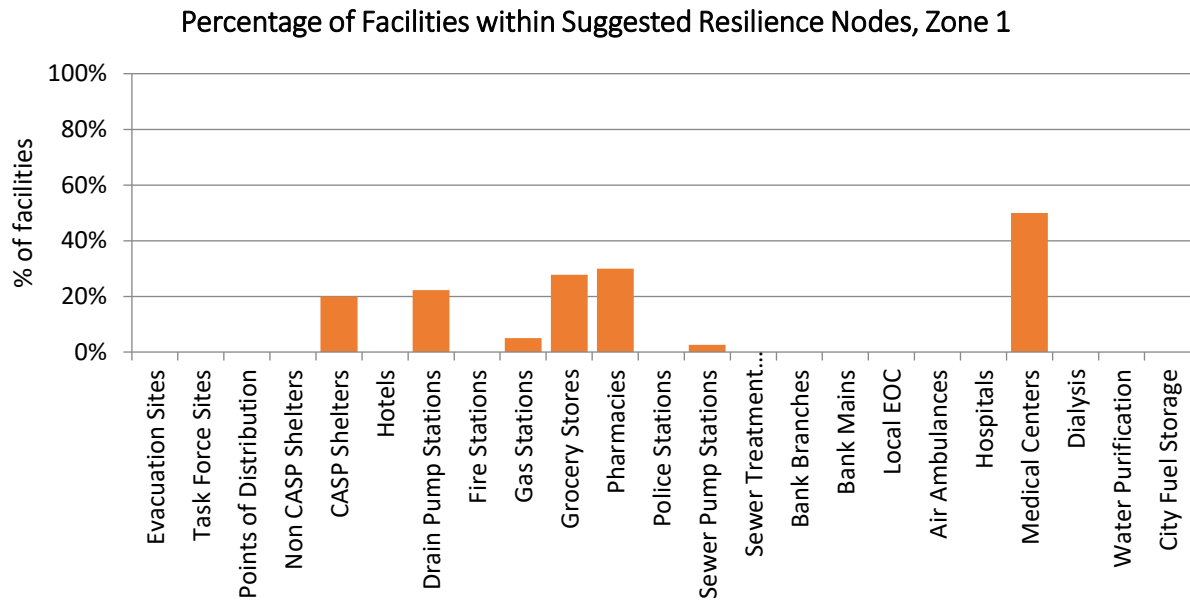 Percentage of Facilities within Suggested Resilience Nodes, Zone 1
% of facilities
100%
80%
60%
40%
20%
0%
Evacuation Sites
Task Force Sites
Points of Distribution
Non CASP Shelters
CASP Shelters
Hotels
Drain Pump Stations
Fire Stations
Gas Stations
Grocery Stores
Pharmacies
Police Stations
Sewer Pump Stations
Sewer Treatment…
Bank Branches
Bank Mains
Local EOC
Air Ambulances
Hospitals
Medical Centers
Dialysis
Water Purification
City Fuel Storage